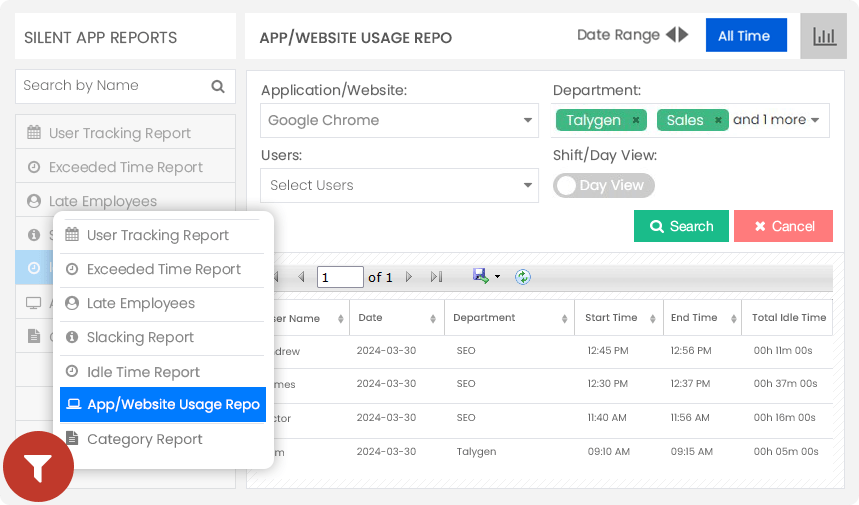 SILENT APP REPORTS
APP/WEBSITE USAGE REPO
Date Range
All Time
Search by Name
User Tracking Report
Exceeded Time Report
Late Employees
User Tracking Report
Exceeded Time Report
Late Employees
Slacking Report
Idle Time Report
App/Website Usage Repo
Category Report
Application/Website:
Google Chrome
Department:
Talygen × Sales × and 1 more
Users:
Select Users
Shift/Day View:
Day View
Search
Cancel
1 of 1
ser Name Date Department Start Time End Time Total Idle Time
ndrew 2024-03-30 SEO 12:45 PM 12:56 PM 00h 11m 00s
mes 2024-03-30 SEO 12:30 PM 12:37 PM 00h 37m 00s
ctor 2024-03-30 SEO 11:40 AM 11:56 AM 00h 16m 00s
m 2024-03-30 Talygen 09:10 AM 09:15 AM 00h 05m 00s